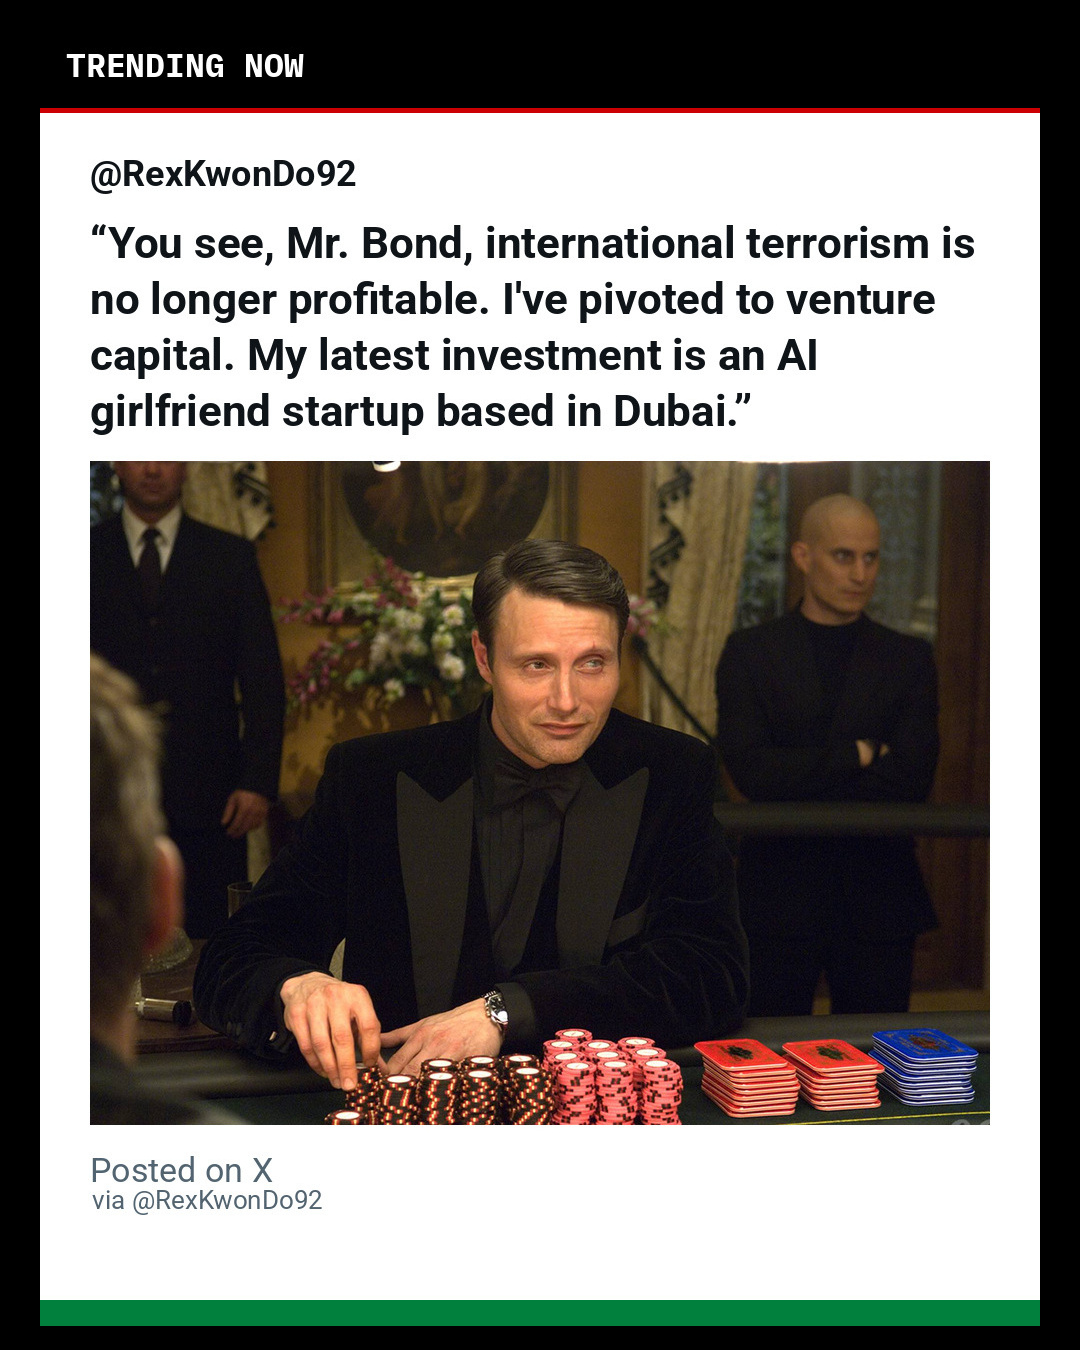 TRENDING NOW
@RexKwonDo92
“You see, Mr. Bond, international terrorism is
no longer profitable. I've pivoted to venture
capital. My latest investment is an AI
girlfriend startup based in Dubai.”
Posted on X
via @RexKwonDo92